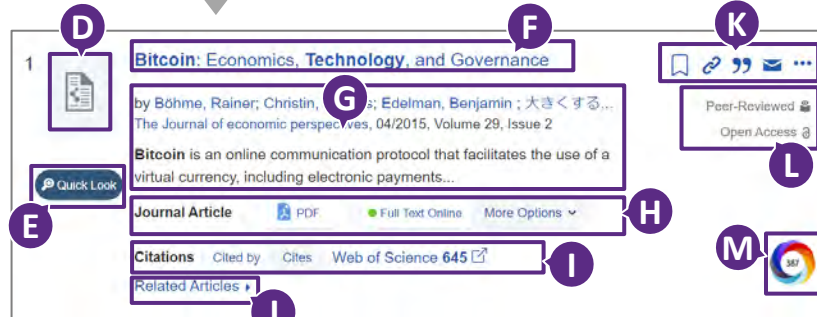 D
F
K
1
Bitcoin: Economics, Technology, and Governance
G
by Böhme, Rainer; Christin, s; Edelman, Benjamin ; 大きくする...
The Journal of economic perspectives, 04/2015, Volume 29, Issue 2
Peer-Reviewed
Open Access
L
Bitcoin is an online communication protocol that facilitates the use of a
virtual currency, including electronic payments...
Quick Look
E
Journal Article PDF Full Text Online More Options
H
Citations Cited by Cites Web of Science 645
I
M
387
Related Articles
J